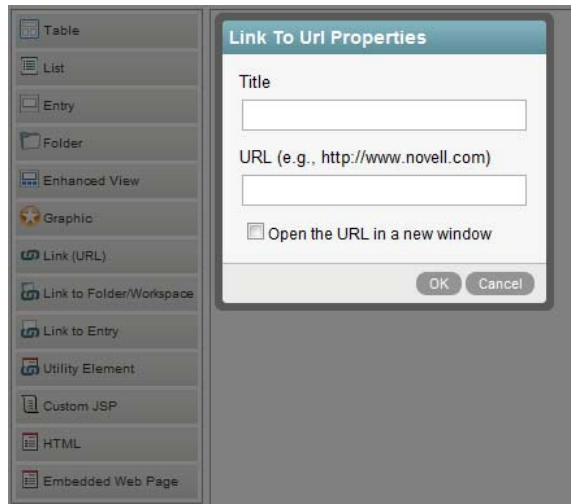 Table
List
Entry
Folder
Enhanced View
Graphic
Link (URL)
Link to Folder/Workspace
Link to Entry
Utility Element
Custom JSP
HTML
Embedded Web Page
Link To Url Properties
Title
URL (e.g., http://www.novell.com)
Open the URL in a new window
OK Cancel